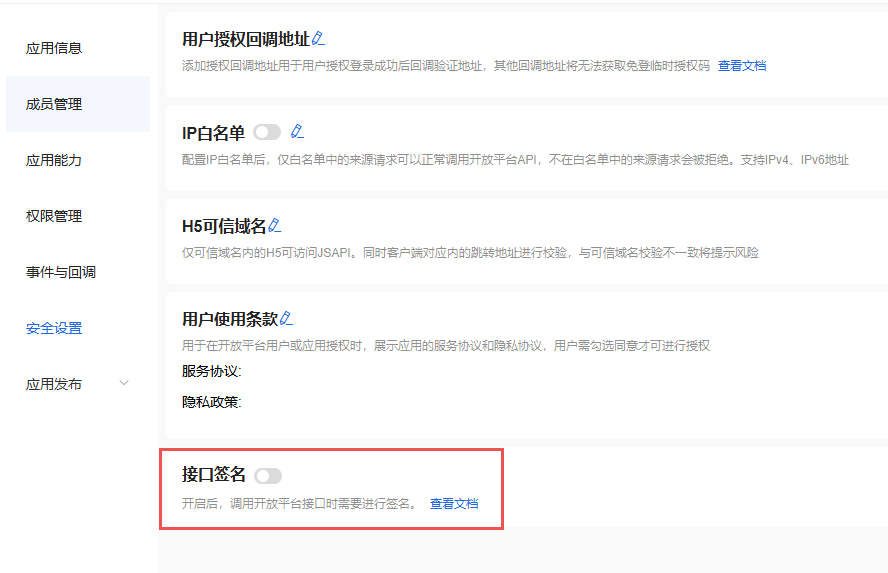 应用信息
成员管理
应用能力
权限管理
事件与回调
安全设置
应用发布
用户授权回调地址
添加授权回调地址用于用户授权登录成功后回调验证地址，其他回调地址将无法获取免登临时授权码 查看文档
IP白名单
配置IP白名单后，仅白名单中的来源请求可以正常调用开放平台API，不在白名单中的来源请求会被拒绝。支持IPv4、IPv6地址
H5可信域名
仅可信域名内的H5可访问JSAPI。同时客户端对应内的跳转地址进行校验，与可信域名校验不一致将提示风险
用户使用条款
用于在开放平台用户或应用授权时，展示应用的服务协议和隐私协议，用户需勾选同意才可进行授权
服务协议:
隐私政策:
接口签名
开启后，调用开放平台接口时需要进行签名。 查看文档